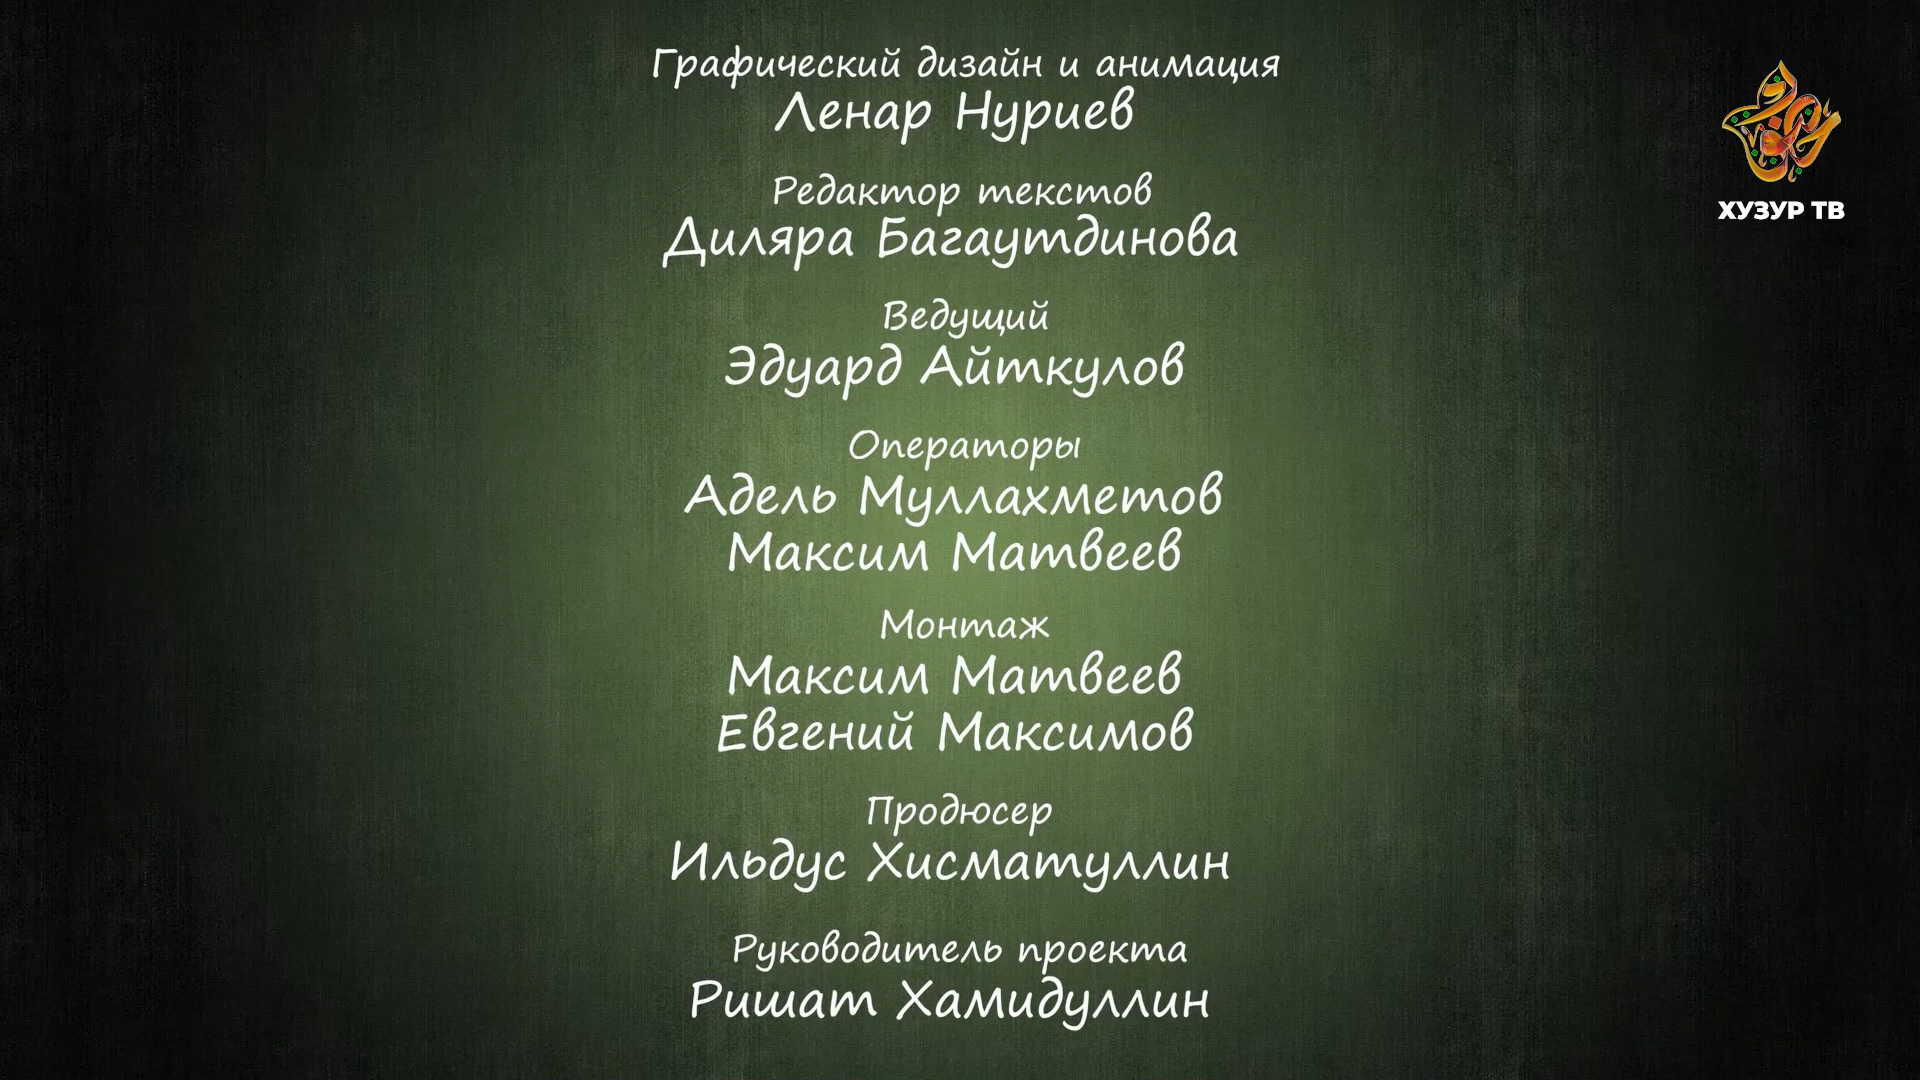 Графический дизайн и анимация
Ленар Нуриев
Редактор текстов
Диляра Багаутдинова
Ведущий
Эдуард Айткулов
Операторы
Адель Муллахметов
Максим Матвеев
Монтаж
Максим Матвеев
Евгений Максимов
Продюсер
Ильдус Хисматуллин
Руководитель проекта
Ришат Хамидуллин
ХУЗУР ТВ